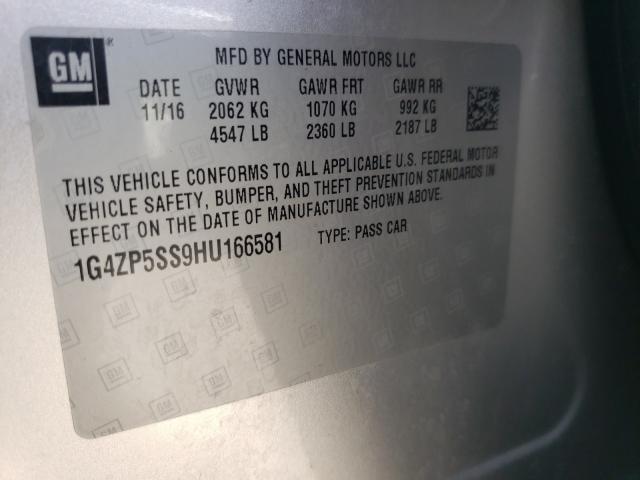 GM
MFD BY GENERAL MOTORS LLC
DATE GVWR GAWR FRT GAWR RR
11/16 2062 KG 1070 KG 992 KG
4547 LB 2360 LB 2187 LB
THIS VEHICLE CONFORMS TO ALL APPLICABLE U.S. FEDERAL MOTOR
VEHICLE SAFETY, BUMPER, AND THEFT PREVENTION STANDARDS IN
EFFECT ON THE DATE OF MANUFACTURE SHOWN ABOVE.
1G4ZP5SS9HU166581 TYPE: PASS CAR